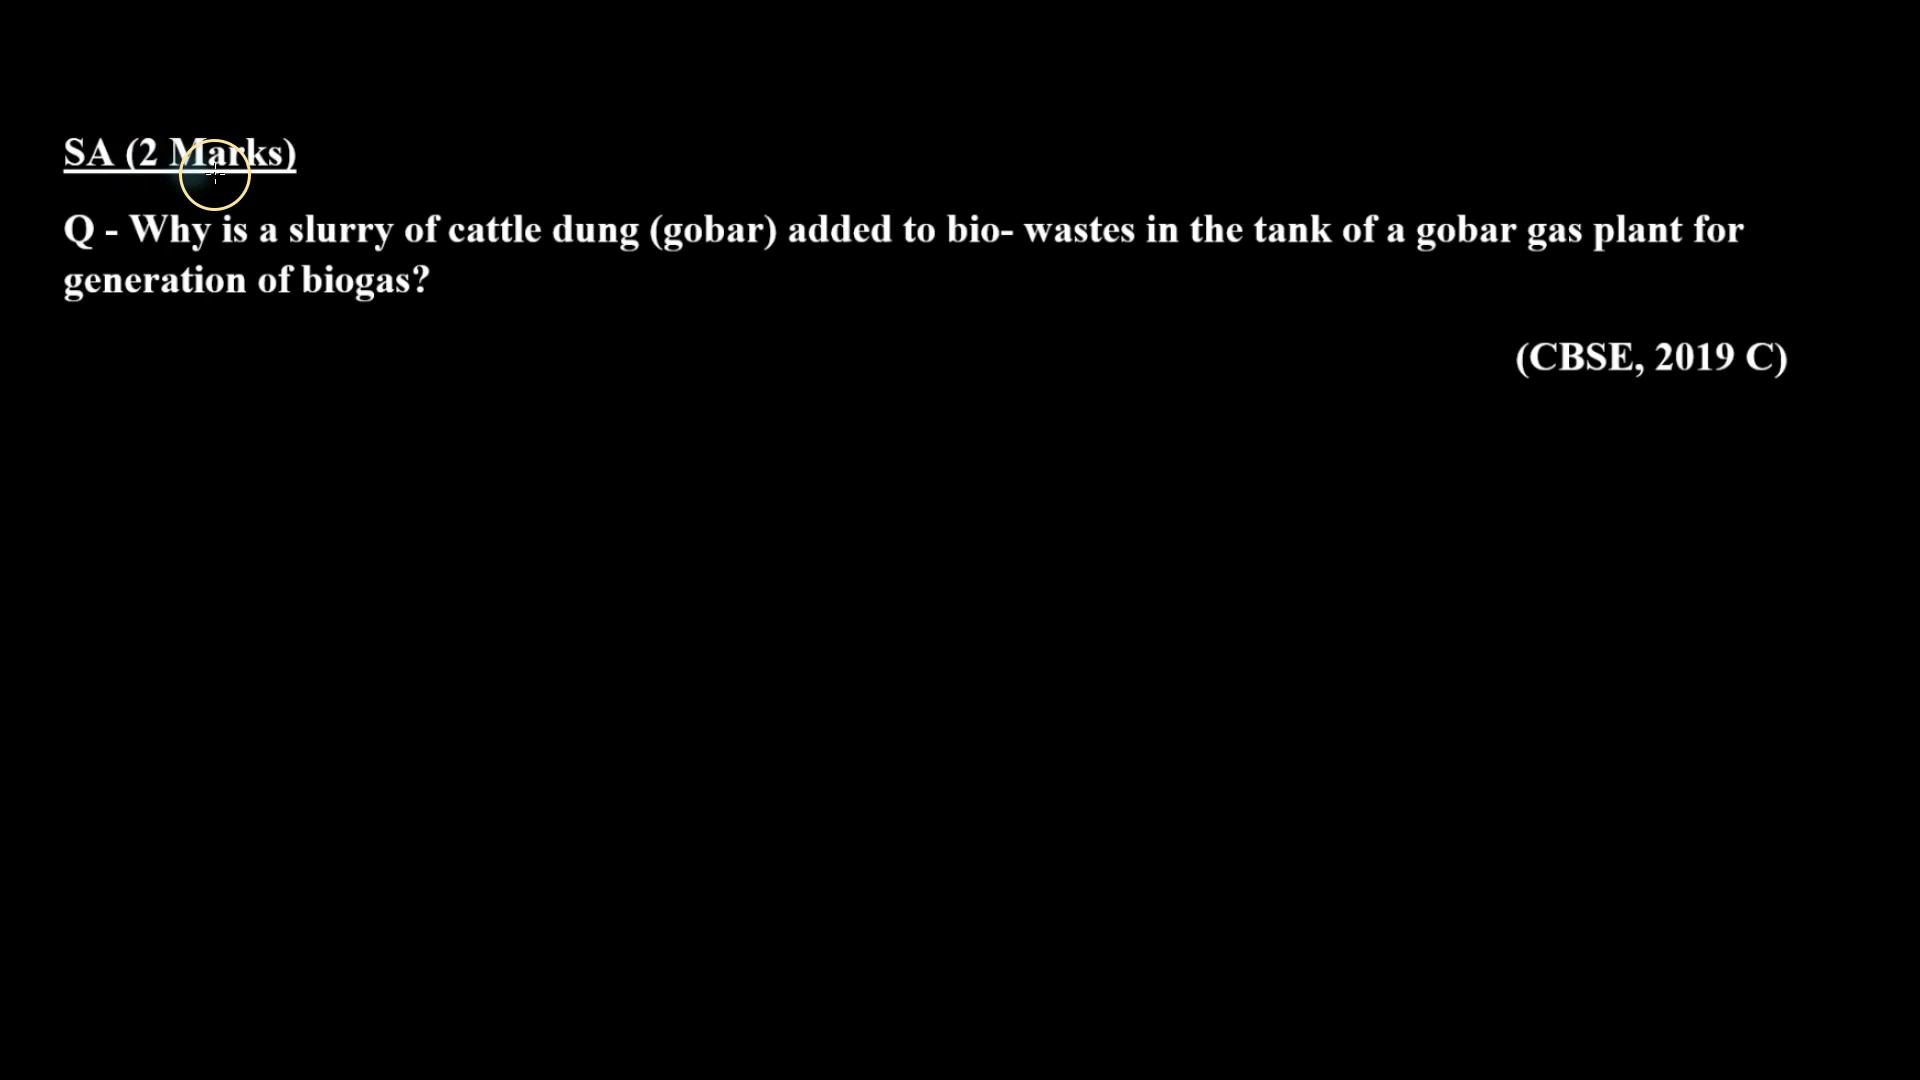 SA (2 Marks)
Q - Why is a slurry of cattle dung (gobar) added to bio- wastes in the tank of a gobar gas plant for
generation of biogas?
(CBSE, 2019 C)